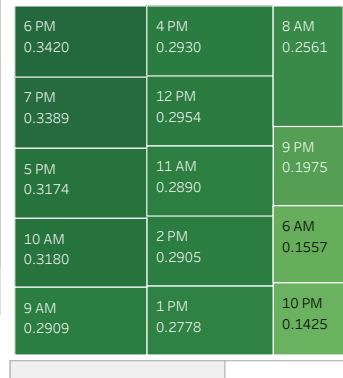 6 PM
0.3420
7 PM
0.3389
5 PM
0.3174
10 AM
0.3180
9 AM
0.2909
4 PM
0.2930
12 PM
0.2954
11 AM
0.2890
2 PM
0.2905
1 PM
0.2778
8 AM
0.2561
9 PM
0.1975
6 AM
0.1557
10 PM
0.1425